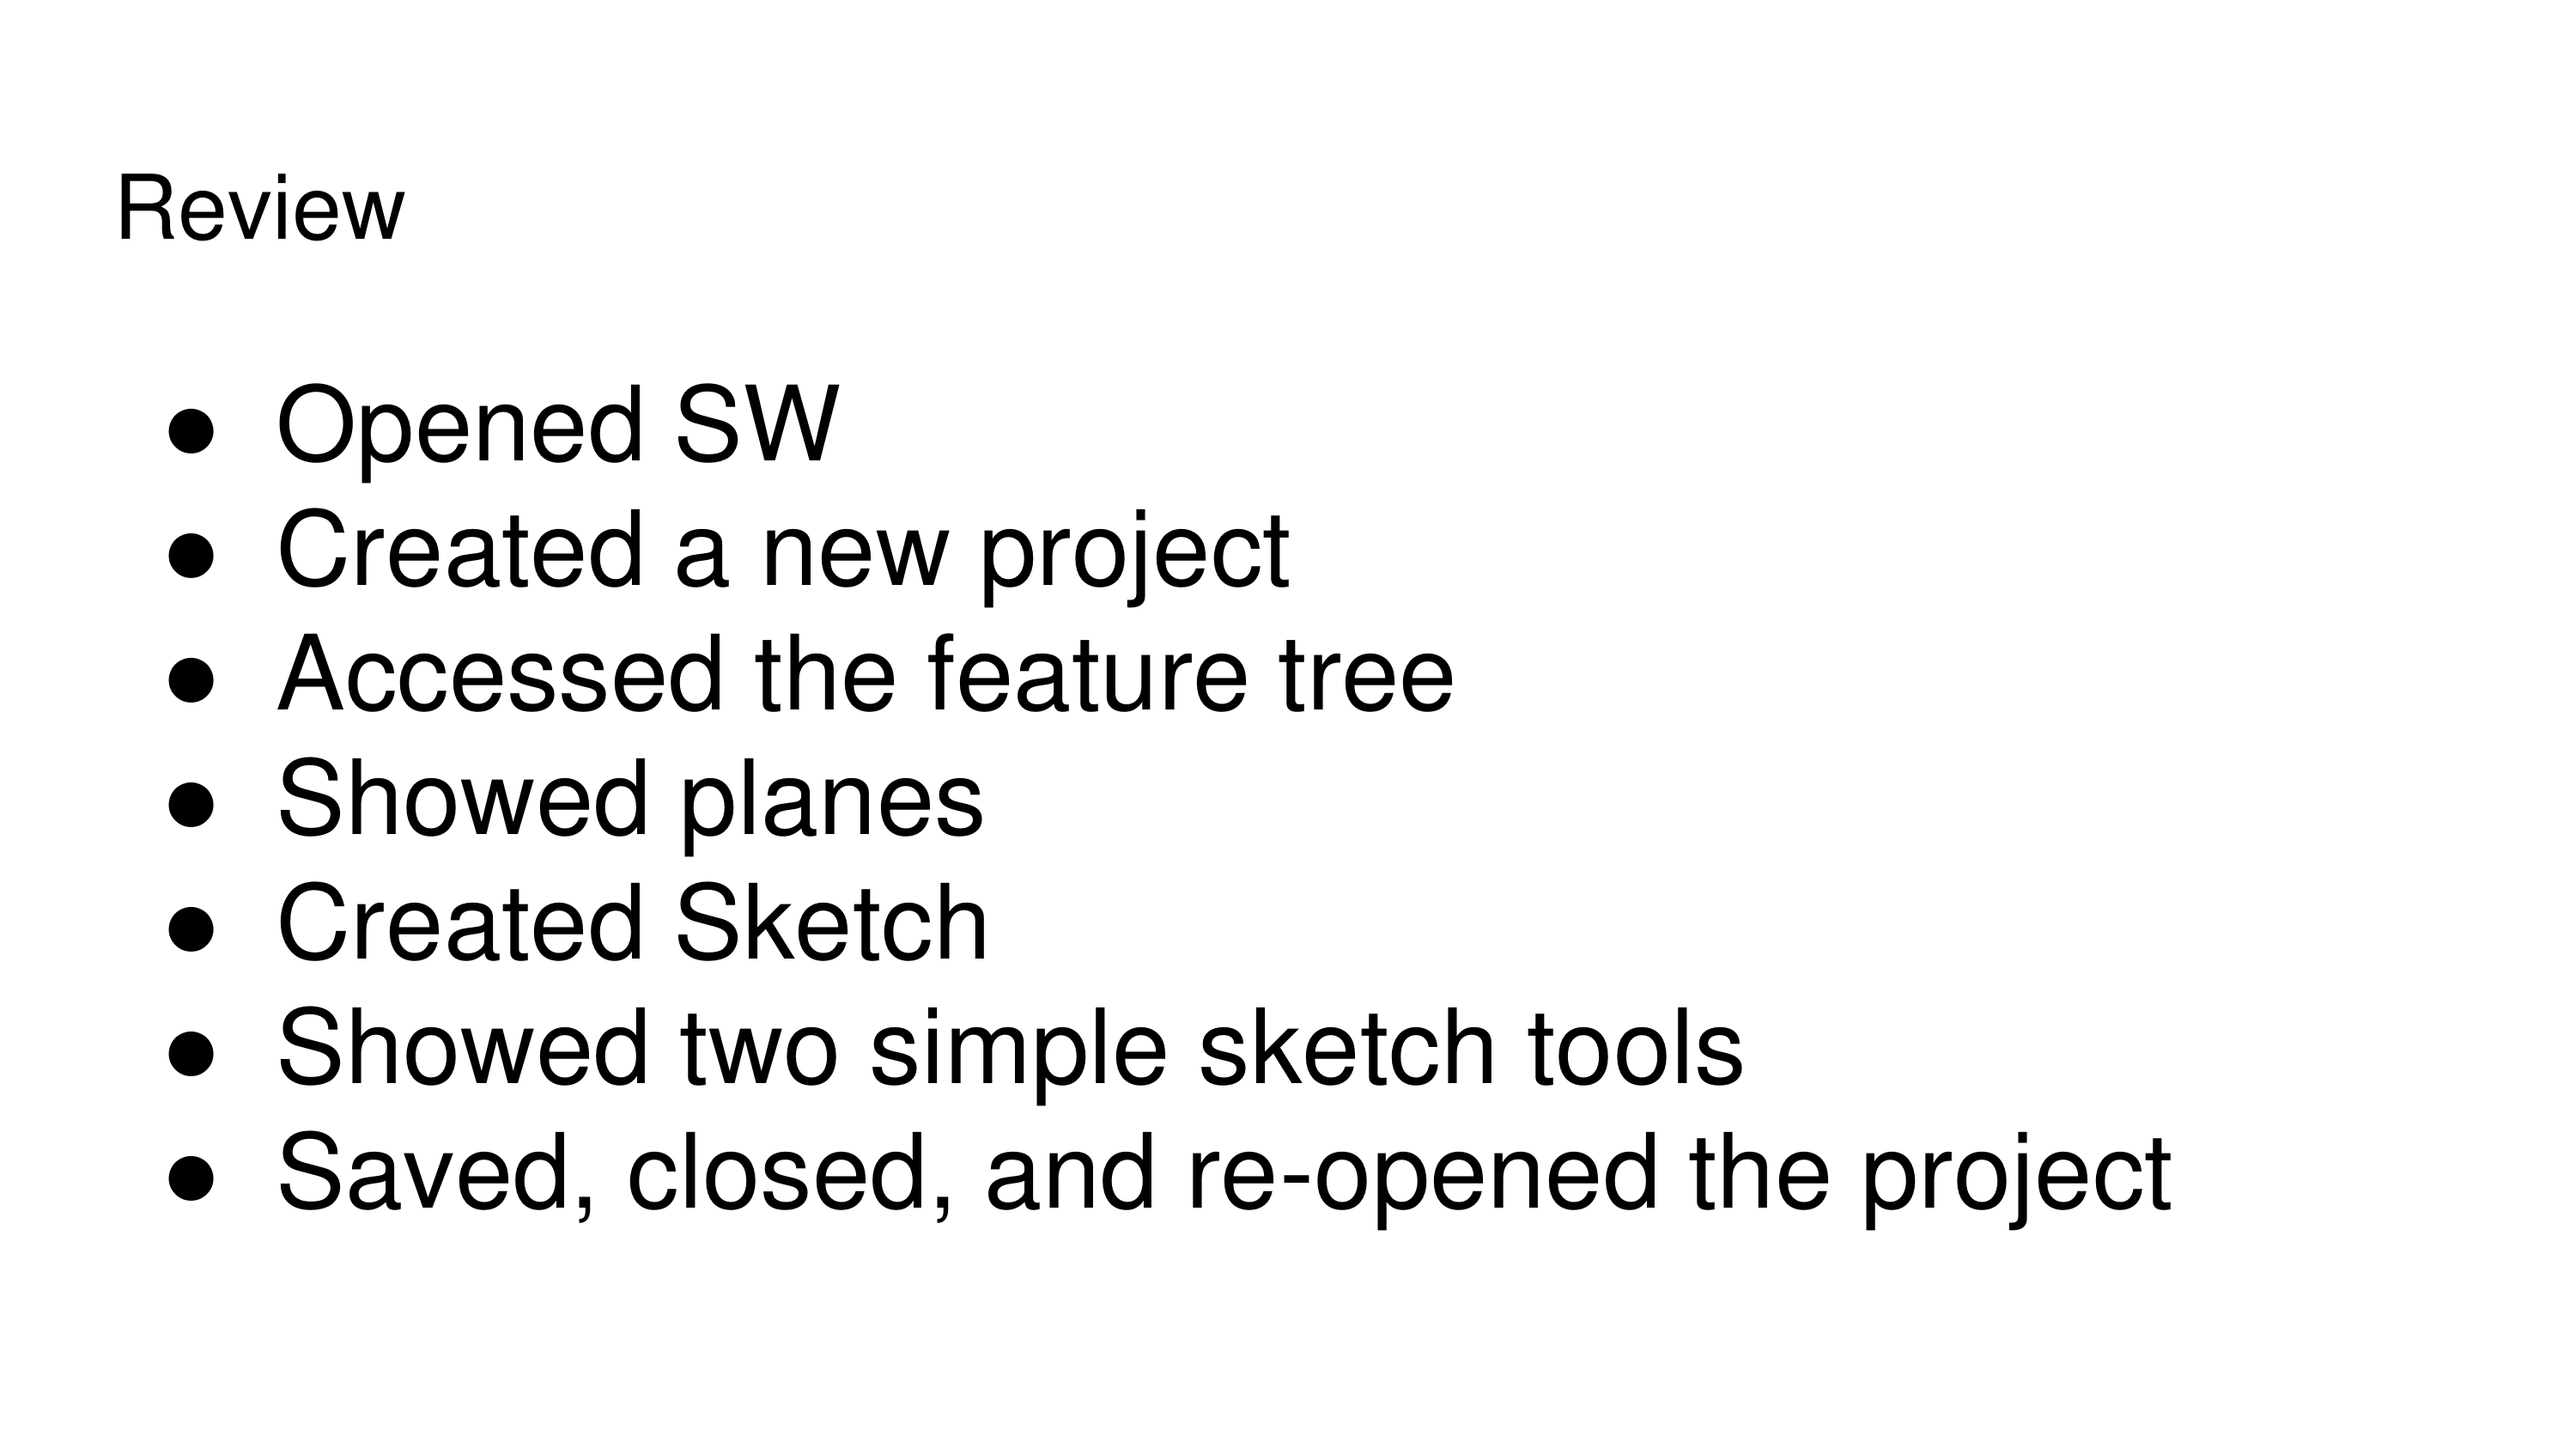 Review
● Opened SW
● Created a new project
● Accessed the feature tree
● Showed planes
● Created Sketch
● Showed two simple sketch tools
● Saved, closed, and re-opened the project